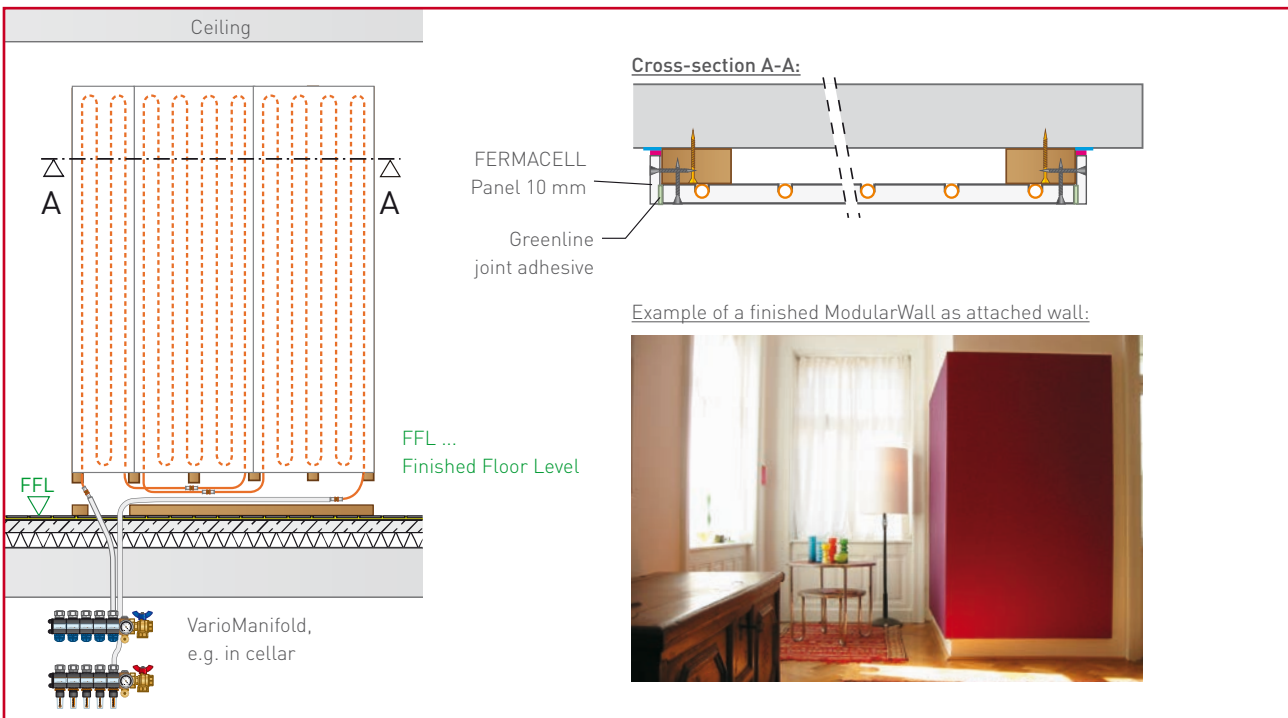 Ceiling
A
A
FFL
FFL ...
Finished Floor Level
VarioManifold,
e.g. in cellar
Cross-section A-A:
FERMACELL
Panel 10 mm
Greenline
joint adhesive
Example of a finished ModularWall as attached wall: